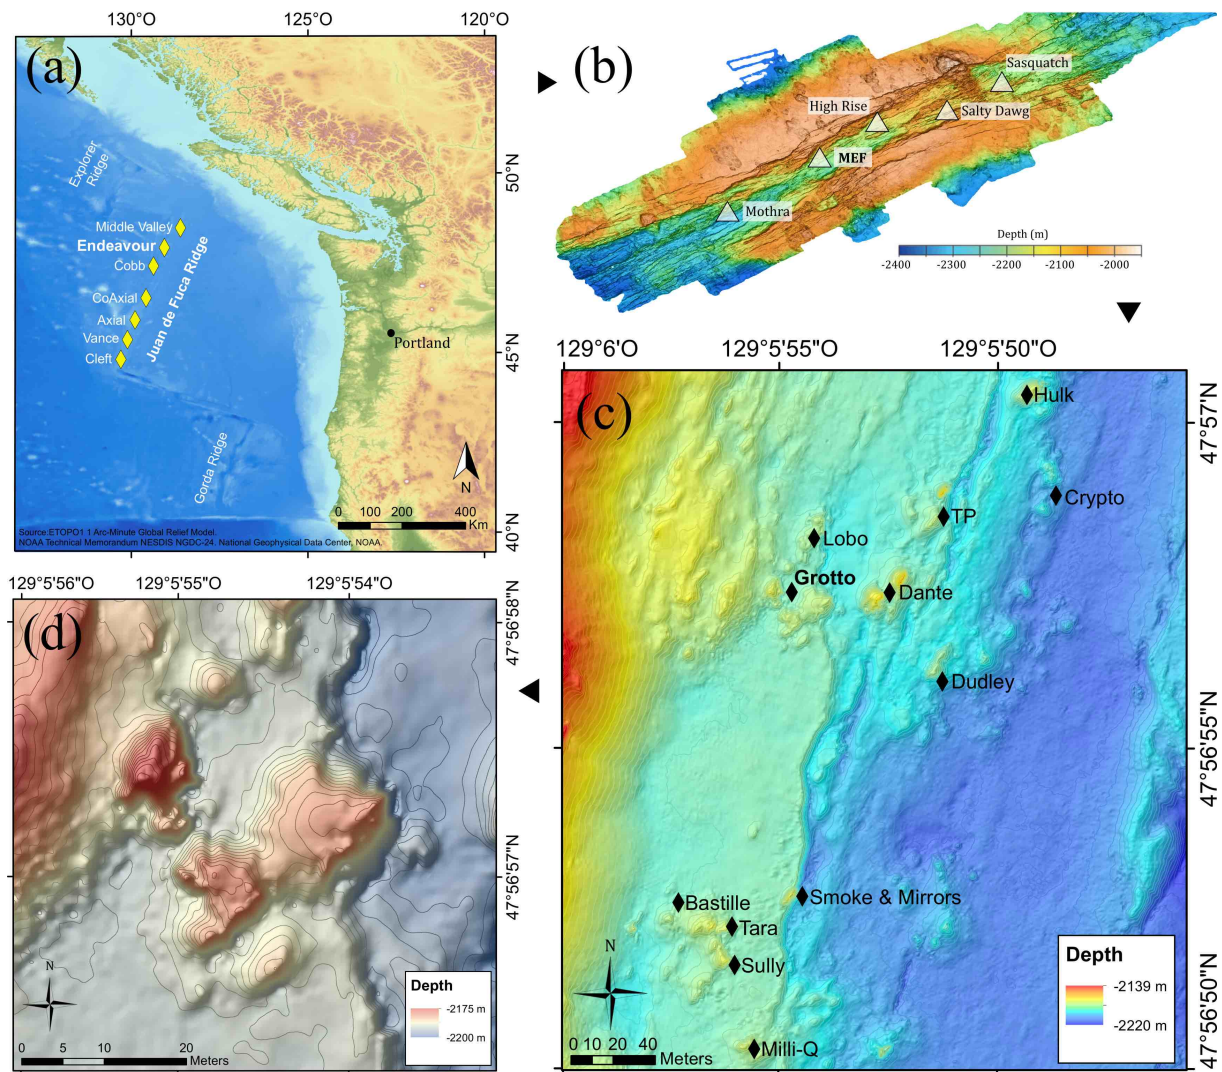 130°O 125°O 120°O
(a)
50°N
45°N
40°N
Explorer
Ridge
Middle Valley
Endeavour
Cobb
CoAxial
Axial
Vance
Cleft
Juan de Fuca Ridge
Gorda Ridge
Portland
N
0 100 200 400
Km
Source:ETOPO1 1 Arc-Minute Global Relief Model.
NOAA Technical Memorandum NESDIS NGDC-24. National Geophysical Data Center, NOAA.
(b)
Sasquatch
High Rise
Salty Dawg
MEF
Mothra
Depth (m)
-2400 -2300 -2200 -2100 -2000
129°6'O 129°5'55"O 129°5'50"O
(c)
47°57'N
47°56'55"N
47°56'50"N
Hulk
Crypto
TP
Lobo
Grotto
Dante
Dudley
Smoke & Mirrors
Bastille
Tara
Sully
Milli-Q
N
0 10 20 40
Meters
Depth
-2139 m
-2220 m
129°5'56"O 129°5'55"O 129°5'54"O
(d)
47°56'58"N
47°56'57"N
N
0 5 10 20
Meters
Depth
-2175 m
-2200 m